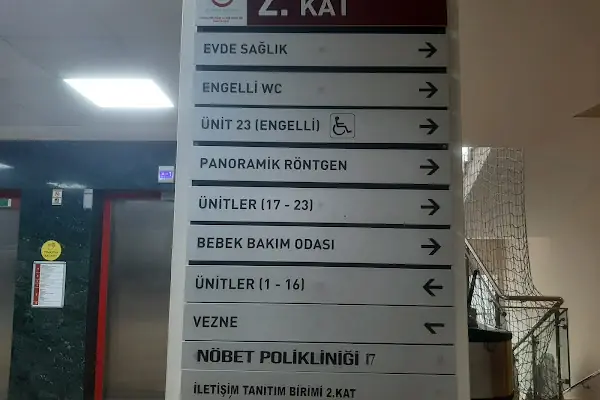 2. KAT
EVDE SAĞLIK
ENGELLİ WC
ÜNİT 23 (ENGELLİ)
PANORAMİK RÖNTGEN
ÜNİTLER (17 - 23)
BEBEK BAKIM ODASI
ÜNİTLER (1 - 16)
VEZNE
NÖBET POLİKLİNİĞİ 17
İLETİŞİM TANITIM BİRİMİ 2.KAT